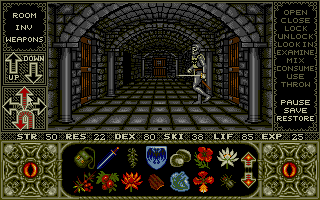 ROOM
INV
WEAPONS
UP
DOWN
OPEN
CLOSE
LOCK
UNLOCK
LOOK IN
EXAMINE
MIX
CONSUME
USE
THROW
PAUSE
SAVE
RESTORE
STR 50 RES 22 DEX 80 SKI 38 LIF 85 EXP 25